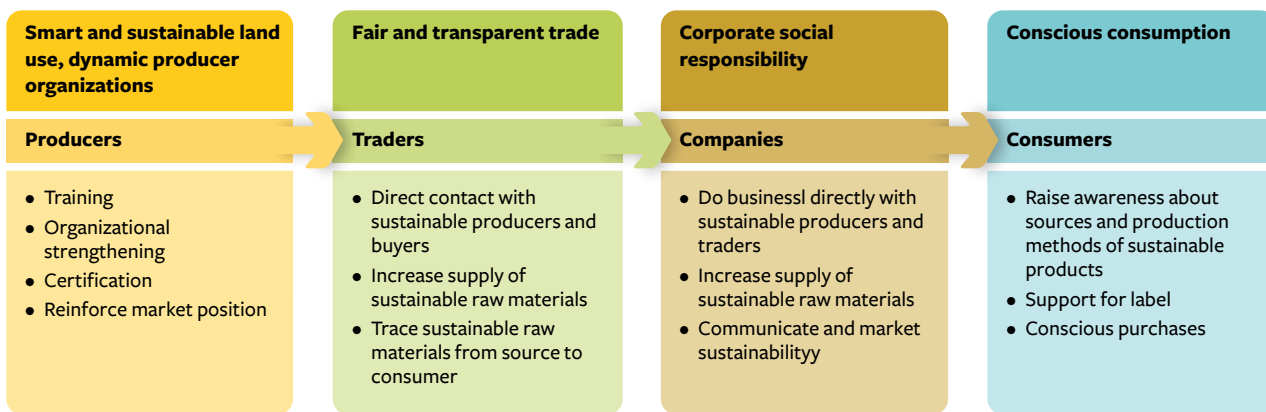 Smart and sustainable land
use, dynamic producer
organizations
Fair and transparent trade
Corporate social
responsibility
Conscious consumption
Producers
Traders
Companies
Consumers
• Training
• Organizational
strengthening
• Certification
• Reinforce market position
• Direct contact with
sustainable producers and
buyers
• Increase supply of
sustainable raw materials
• Trace sustainable raw
materials from source to
consumer
• Do businessl directly with
sustainable producers and
traders
• Increase supply of
sustainable raw materials
• Communicate and market
sustainabilityy
• Raise awareness about
sources and production
methods of sustainable
products
• Support for label
• Conscious purchases